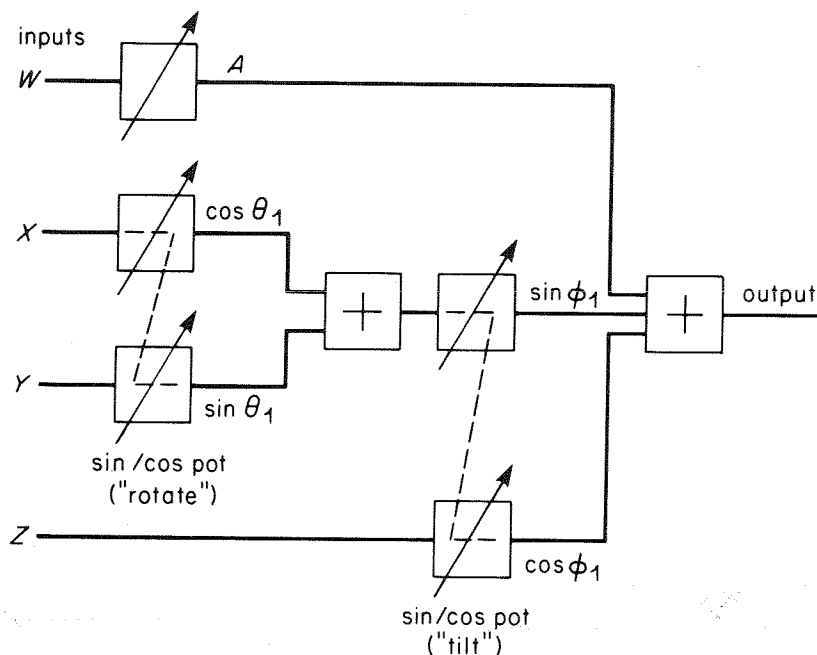 inputs
W
A
X
cos θ1
+
sin ϕ1
+
output
Y
sin θ1
sin/cos pot
("rotate")
Z
cos ϕ1
sin/cos pot
("tilt")